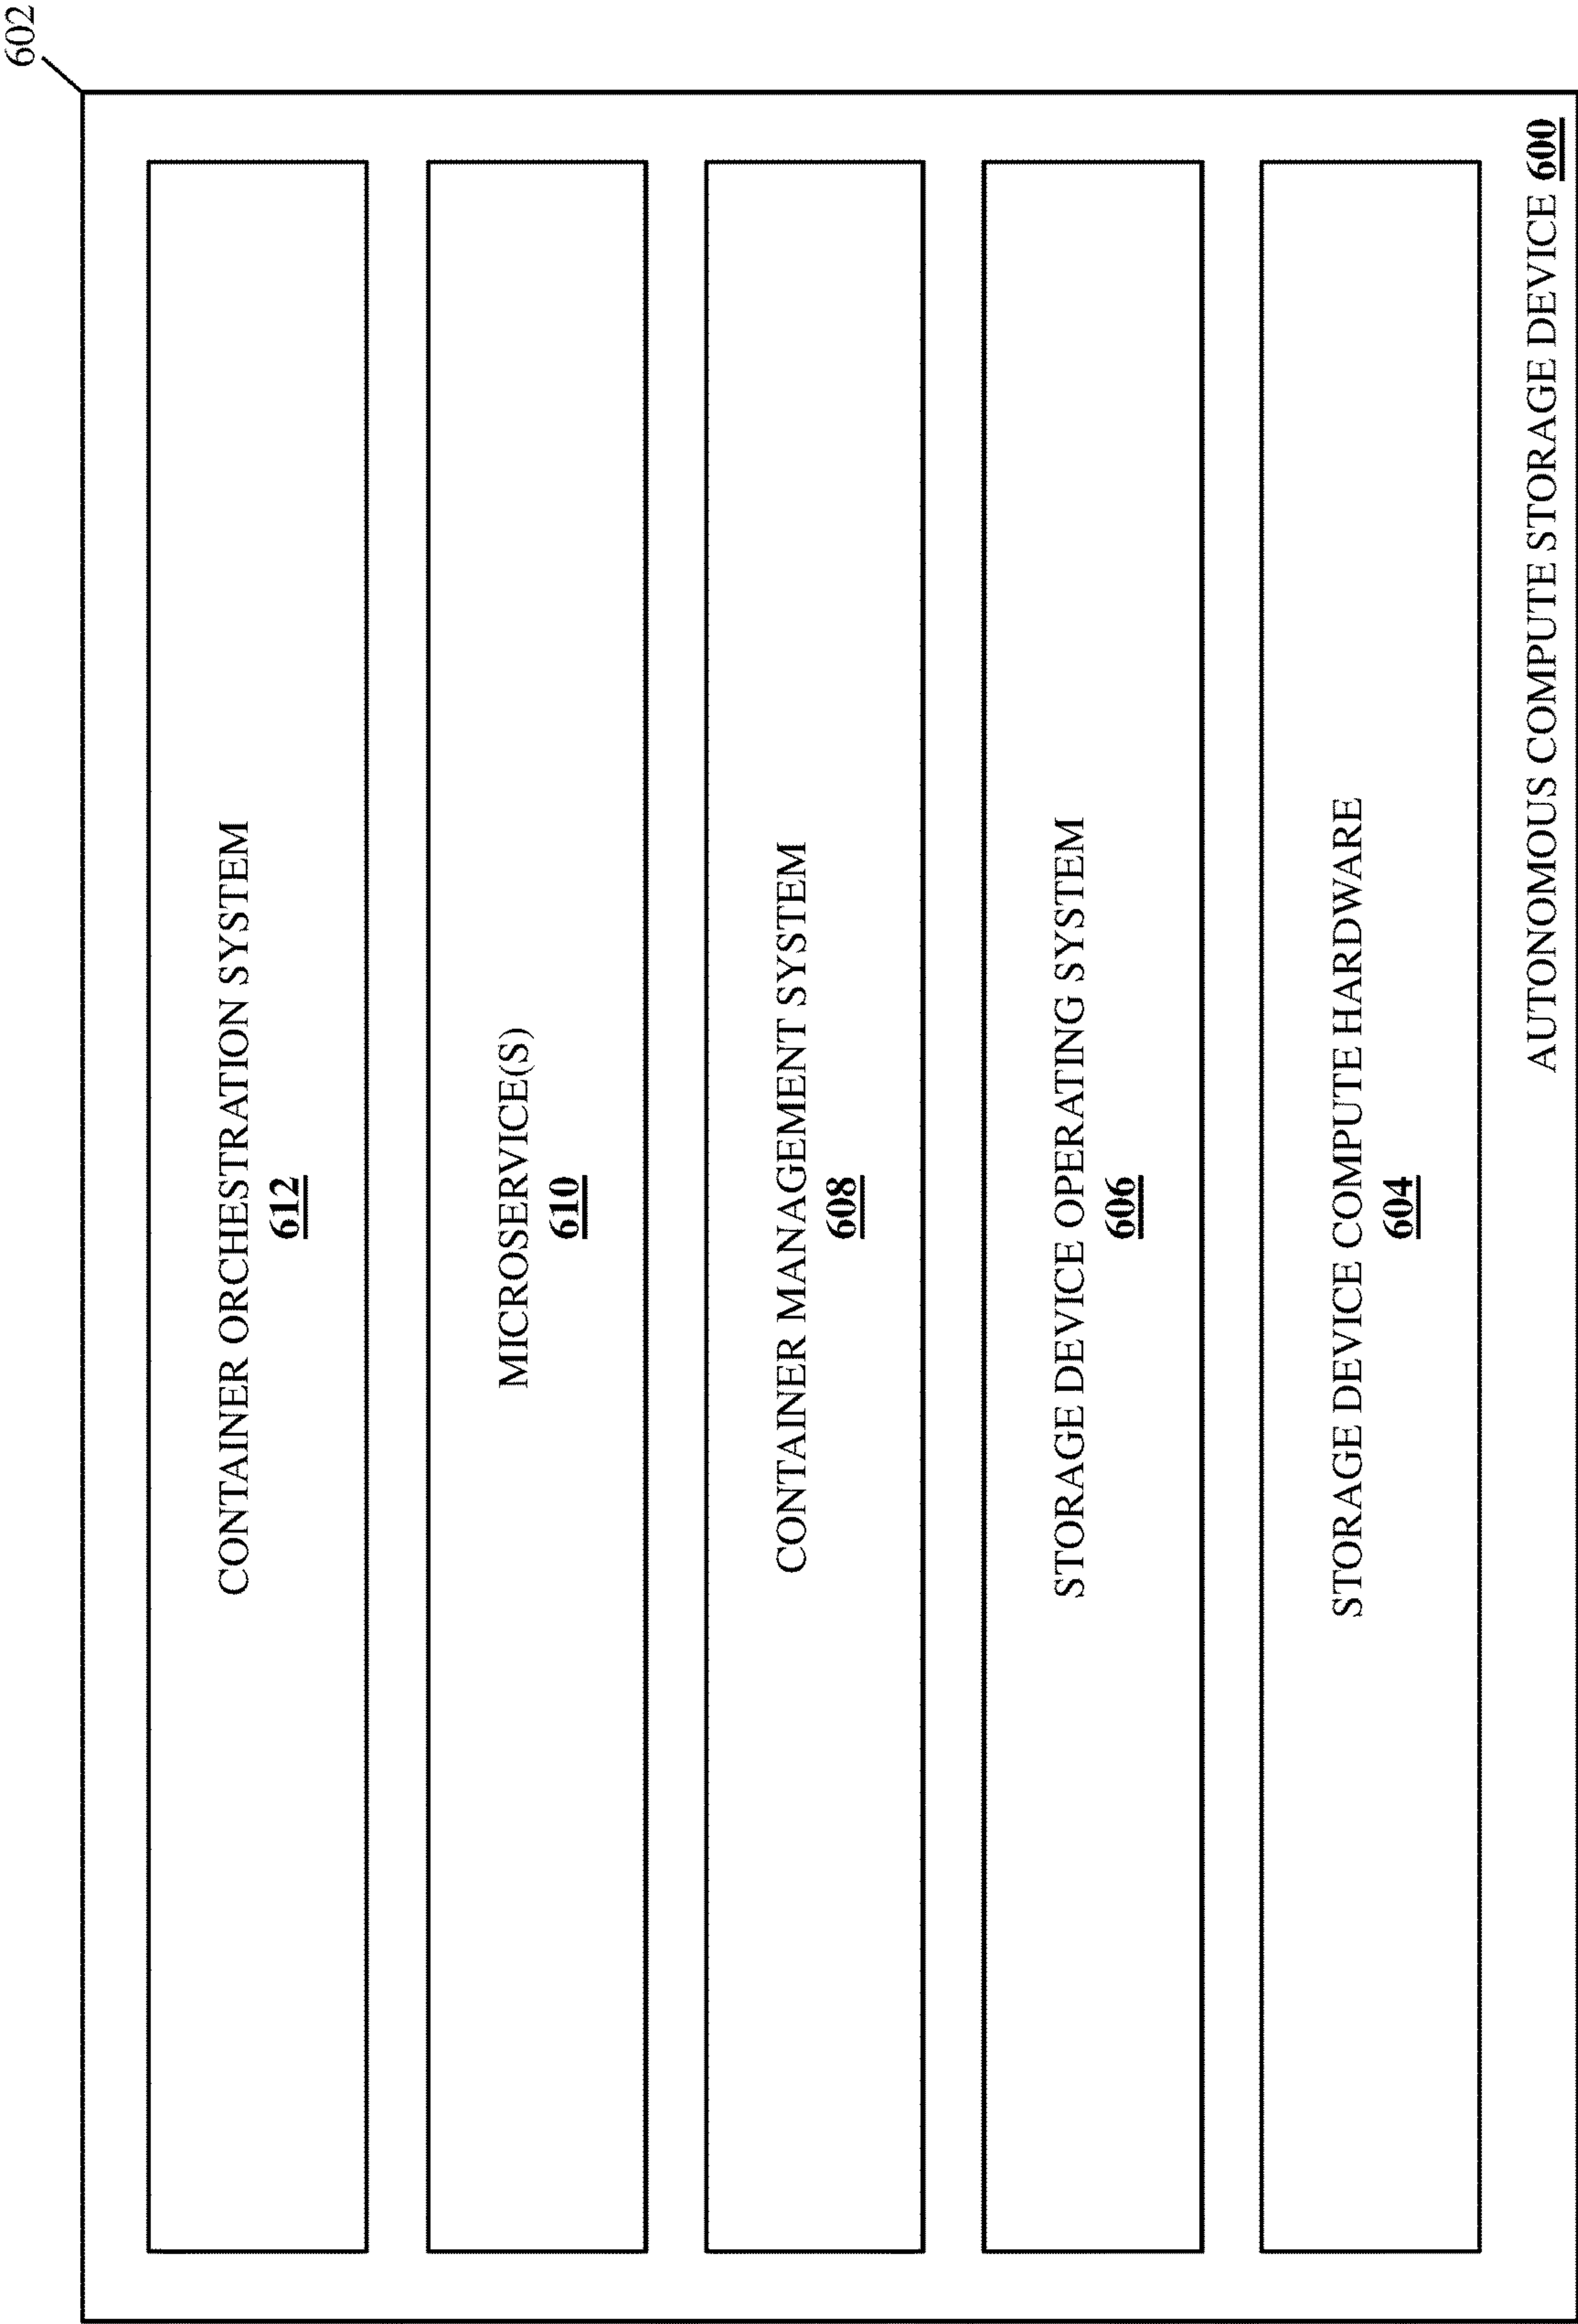 602
CONTAINER ORCHESTRATION SYSTEM
612
MICROSERVICE(S)
610
CONTAINER MANAGEMENT SYSTEM
608
STORAGE DEVICE OPERATING SYSTEM
606
STORAGE DEVICE COMPUTE HARDWARE
604
AUTONOMOUS COMPUTE STORAGE DEVICE 600